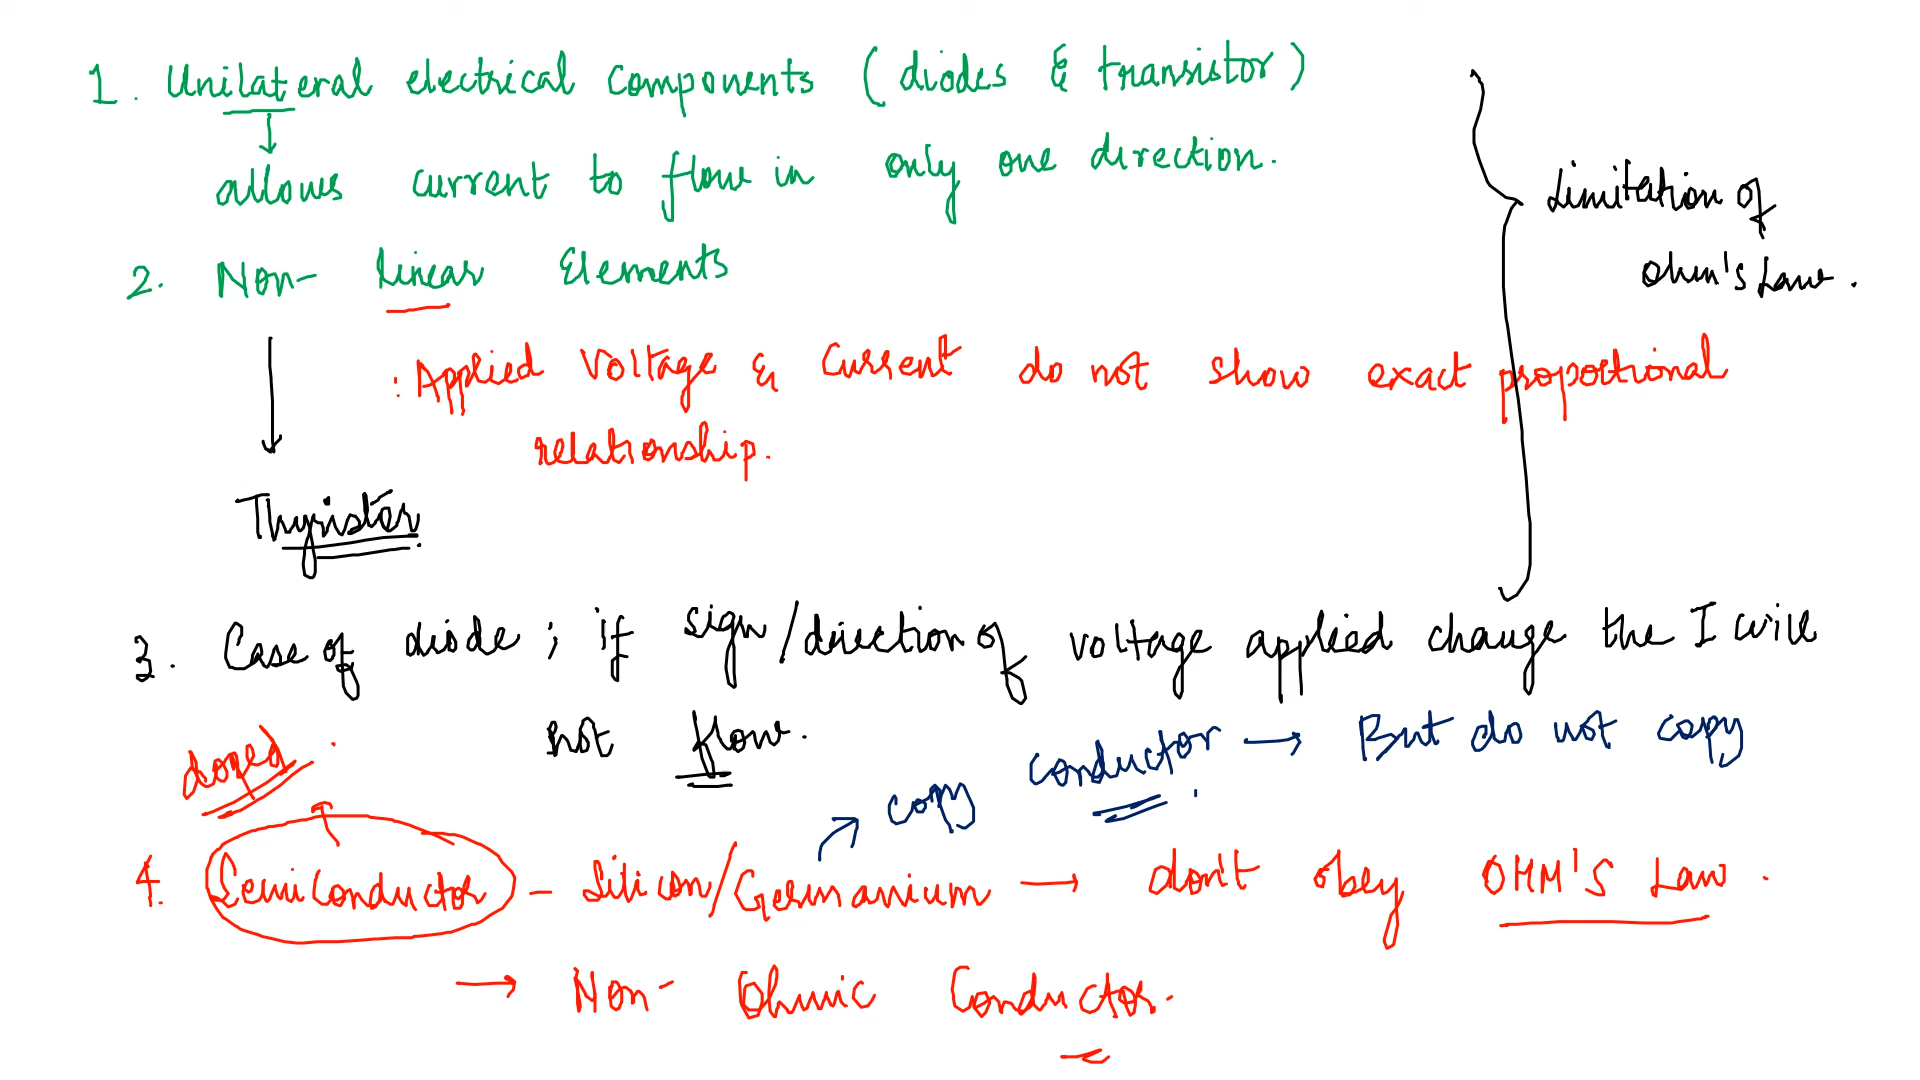 1. Unilateral electrical components (diodes & transistor)
allows current to flow in only one direction.
Limitation of
Ohm's Law.
2. Non-Linear Elements
: Applied Voltage & Current do not show exact proportional
relationship.
Thyristor
3. Case of diode ; if sign/direction of voltage applied change the I will
not flow.
doped.
copy conductor. → But do not copy
4. Semiconductor - Silicon/Germanium → don't obey OHM'S Law.
→ Non-Ohmic Conductor.